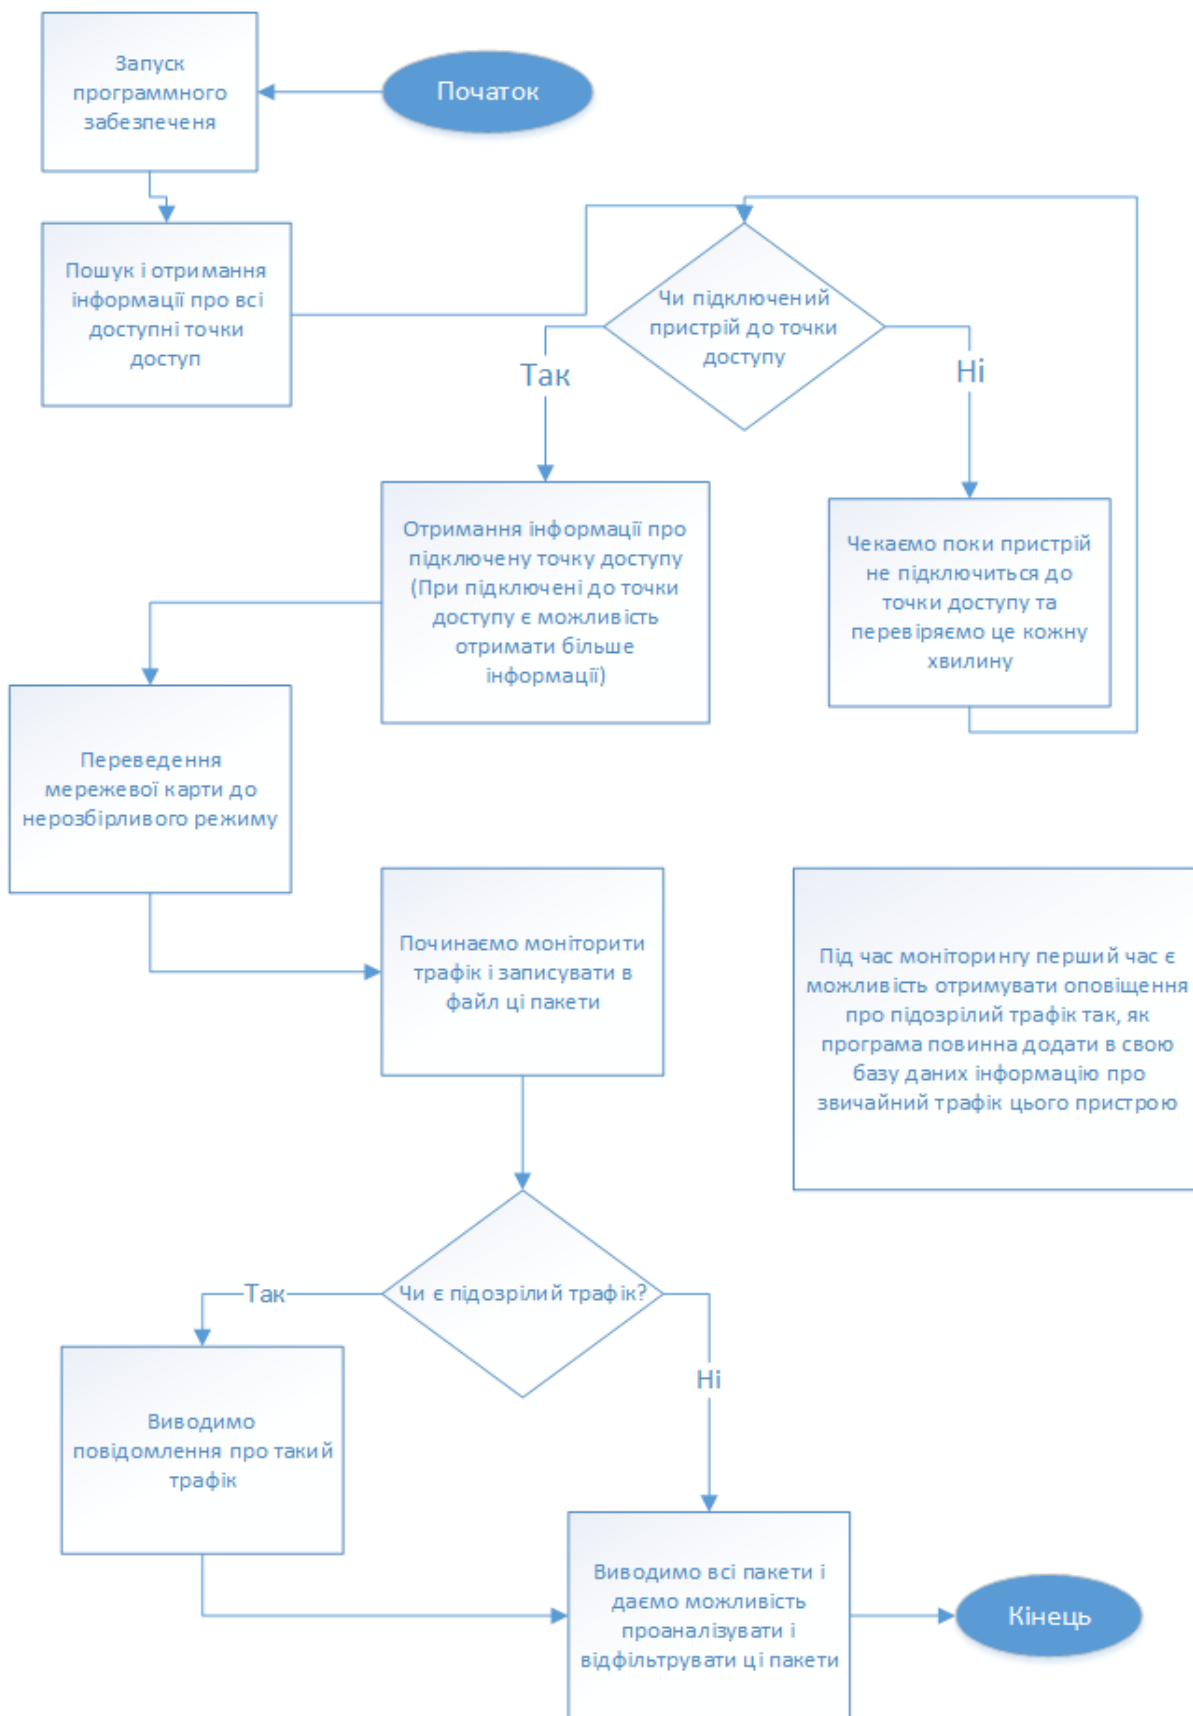 Запуск
программного
забезпеченя
Початок
Пошук і отримання
інформації про всі
доступні точки
доступ
Чи підключений
пристрій до точки
доступу
Так
Ні
Отримання інформації про
підключену точку доступу
(При підключені до точки
доступу є можливість
отримати більше
інформації)
Чекаємо поки пристрій
не підключиться до
точки доступу та
перевіряємо це кожну
хвилину
Переведення
мережевої карти до
нерозбірливого режиму
Починаємо моніторити
трафік і записувати в
файл ці пакети
Під час моніторингу перший час є
можливість отримувати оповіщення
про підозрілий трафік так, як
програма повинна додати в свою
базу даних інформацію про
звичайний трафік цього пристрою
Чи є підозрілий трафік?
Так
Ні
Виводимо
повідомлення про такий
трафік
Виводимо всі пакети і
даємо можливість
проаналізувати і
відфільтрувати ці пакети
Кінець